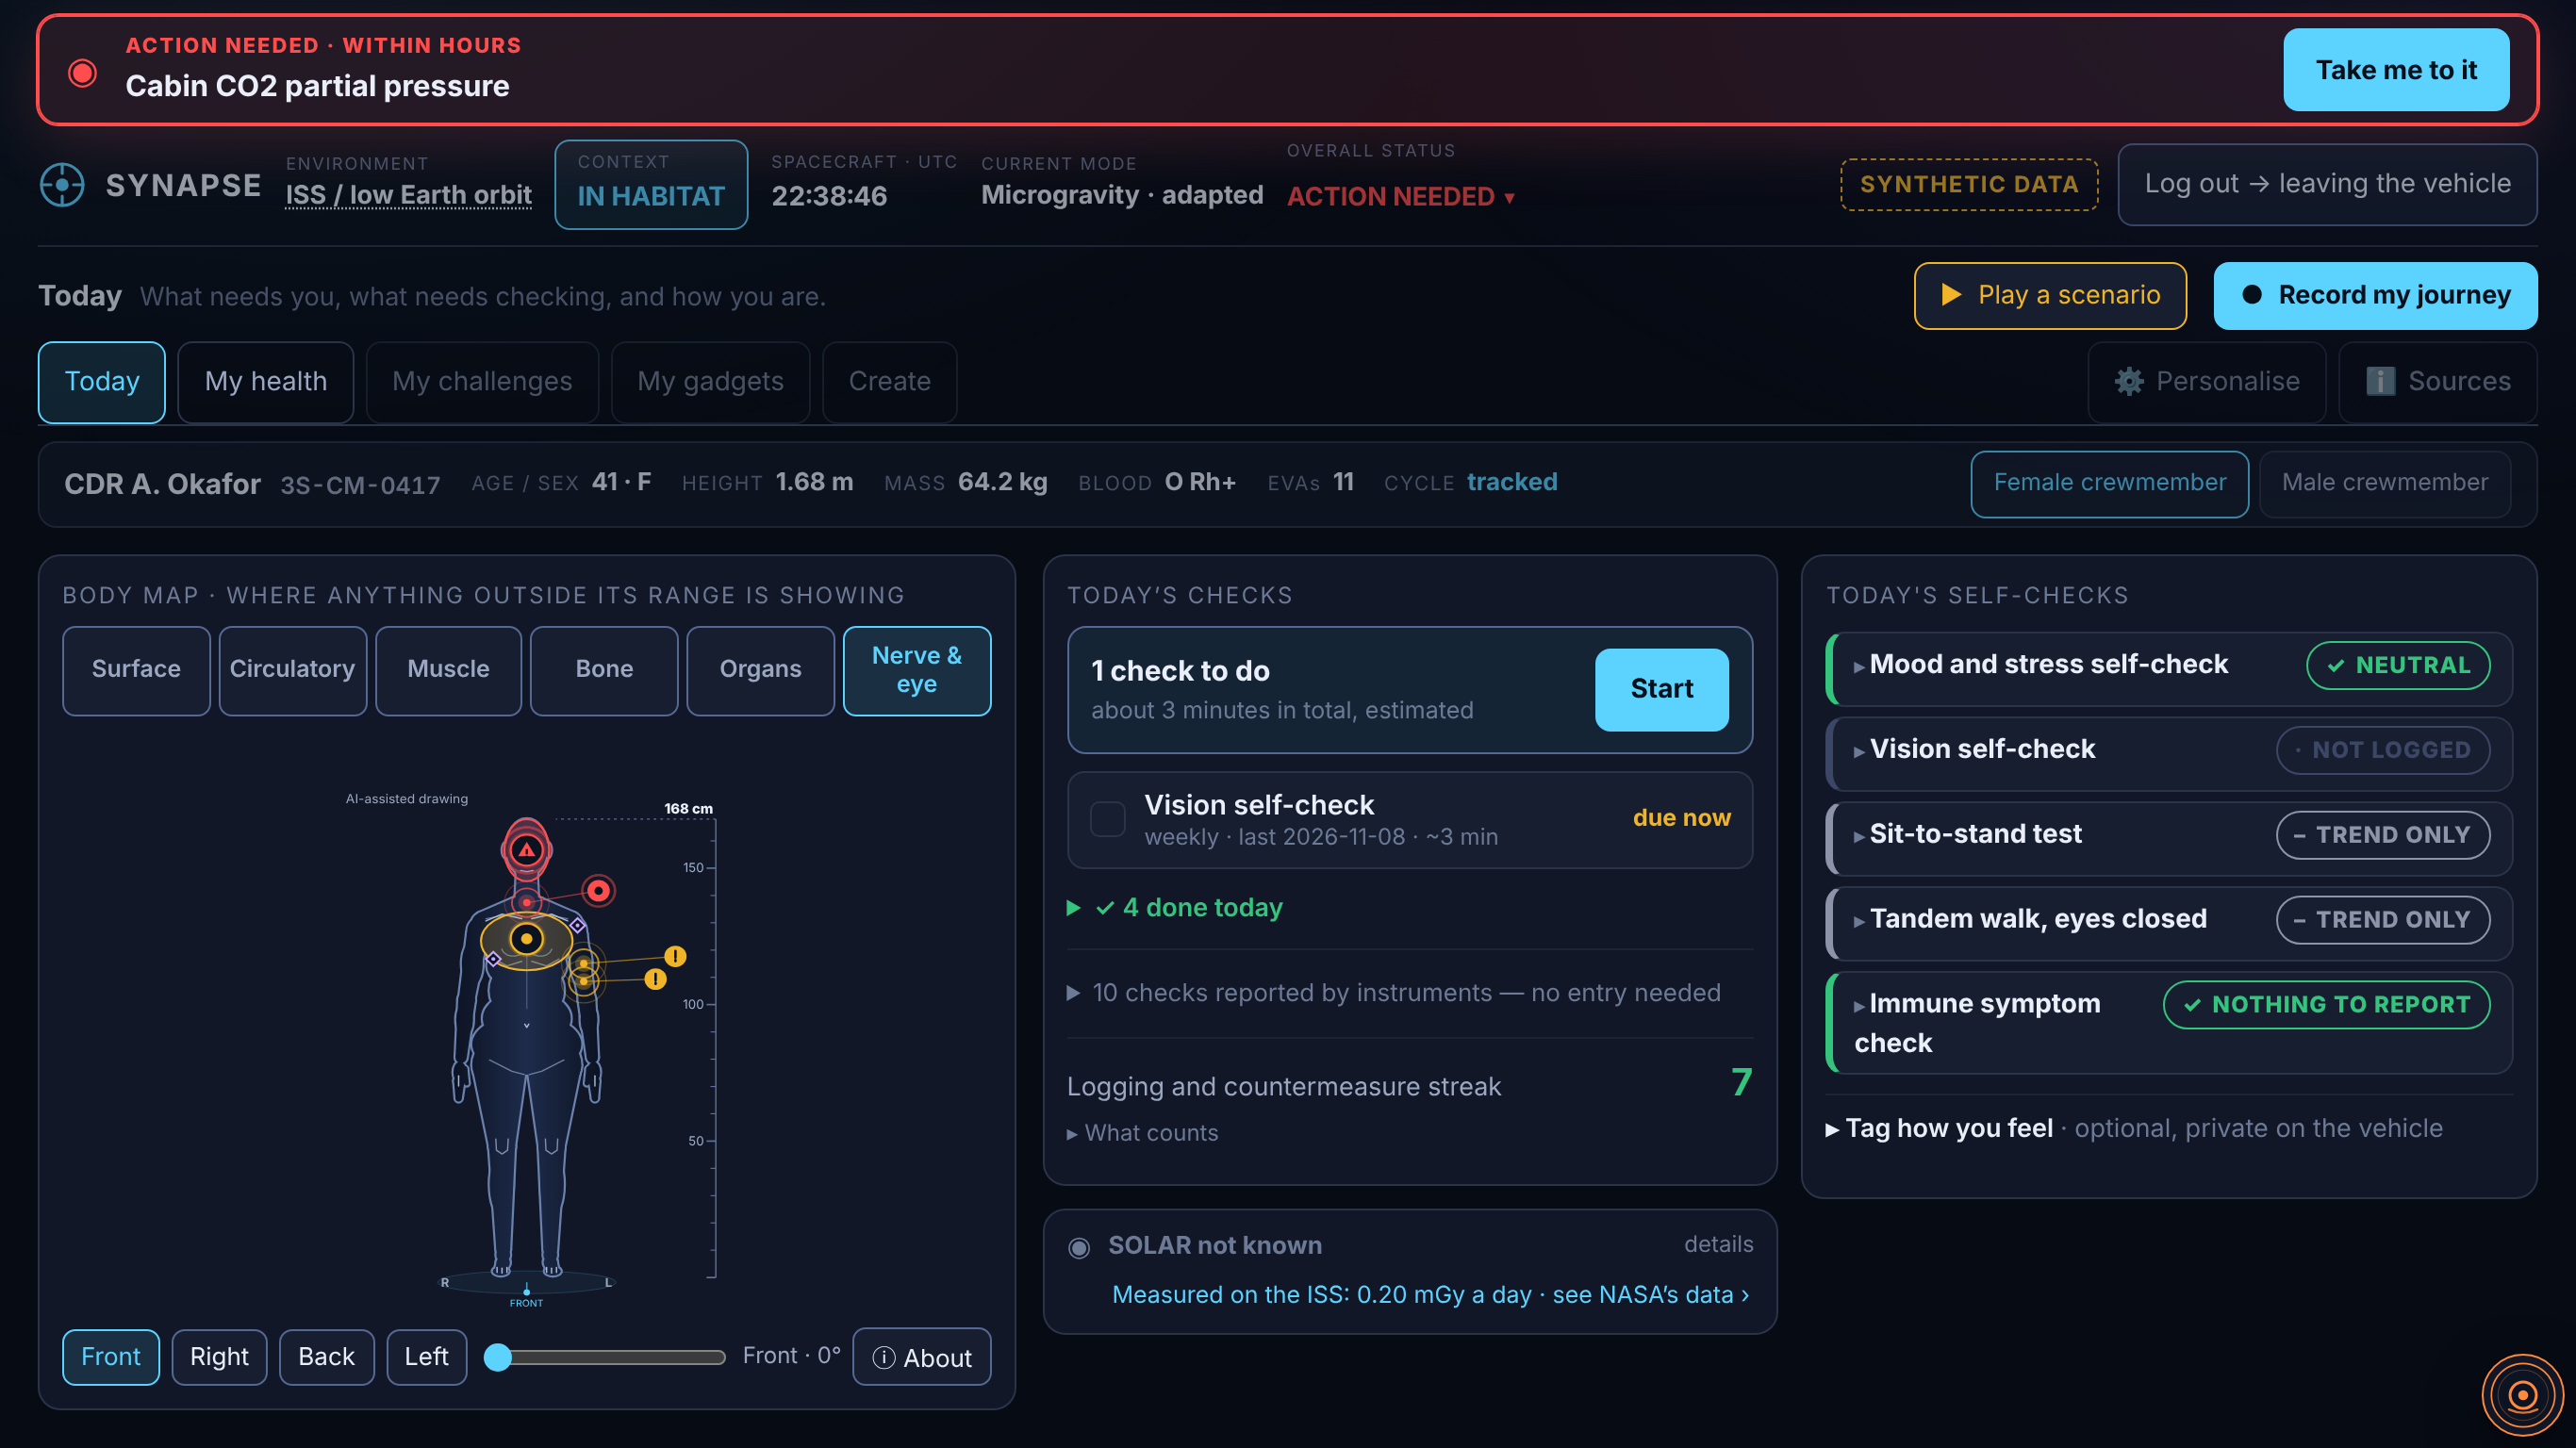 ACTION NEEDED · WITHIN HOURS
Cabin CO2 partial pressure
Take me to it
SYNAPSE
ENVIRONMENT
ISS / low Earth orbit
CONTEXT
IN HABITAT
SPACECRAFT · UTC
22:38:46
CURRENT MODE
Microgravity · adapted
OVERALL STATUS
ACTION NEEDED ▾
SYNTHETIC DATA
Log out → leaving the vehicle
Today What needs you, what needs checking, and how you are.
▶ Play a scenario
● Record my journey
Today
My health
My challenges
My gadgets
Create
⚙️ Personalise
ℹ️ Sources
CDR A. Okafor 3S-CM-0417 AGE / SEX 41 · F HEIGHT 1.68 m MASS 64.2 kg BLOOD O Rh+ EVAs 11 CYCLE tracked
Female crewmember
Male crewmember
BODY MAP · WHERE ANYTHING OUTSIDE ITS RANGE IS SHOWING
Surface
Circulatory
Muscle
Bone
Organs
Nerve &
eye
AI-assisted drawing
168 cm
150
100
50
R
L
FRONT
Front
Right
Back
Left
Front · 0°
ⓘ About
TODAY’S CHECKS
1 check to do
about 3 minutes in total, estimated
Start
Vision self-check
weekly · last 2026-11-08 · ~3 min
due now
▶ ✓ 4 done today
▶ 10 checks reported by instruments — no entry needed
Logging and countermeasure streak 7
▸ What counts
◉ SOLAR not known
details
Measured on the ISS: 0.20 mGy a day · see NASA’s data ›
TODAY'S SELF-CHECKS
▸ Mood and stress self-check
✓ NEUTRAL
▸ Vision self-check
· NOT LOGGED
▸ Sit-to-stand test
– TREND ONLY
▸ Tandem walk, eyes closed
– TREND ONLY
▸ Immune symptom
check
✓ NOTHING TO REPORT
▸ Tag how you feel · optional, private on the vehicle